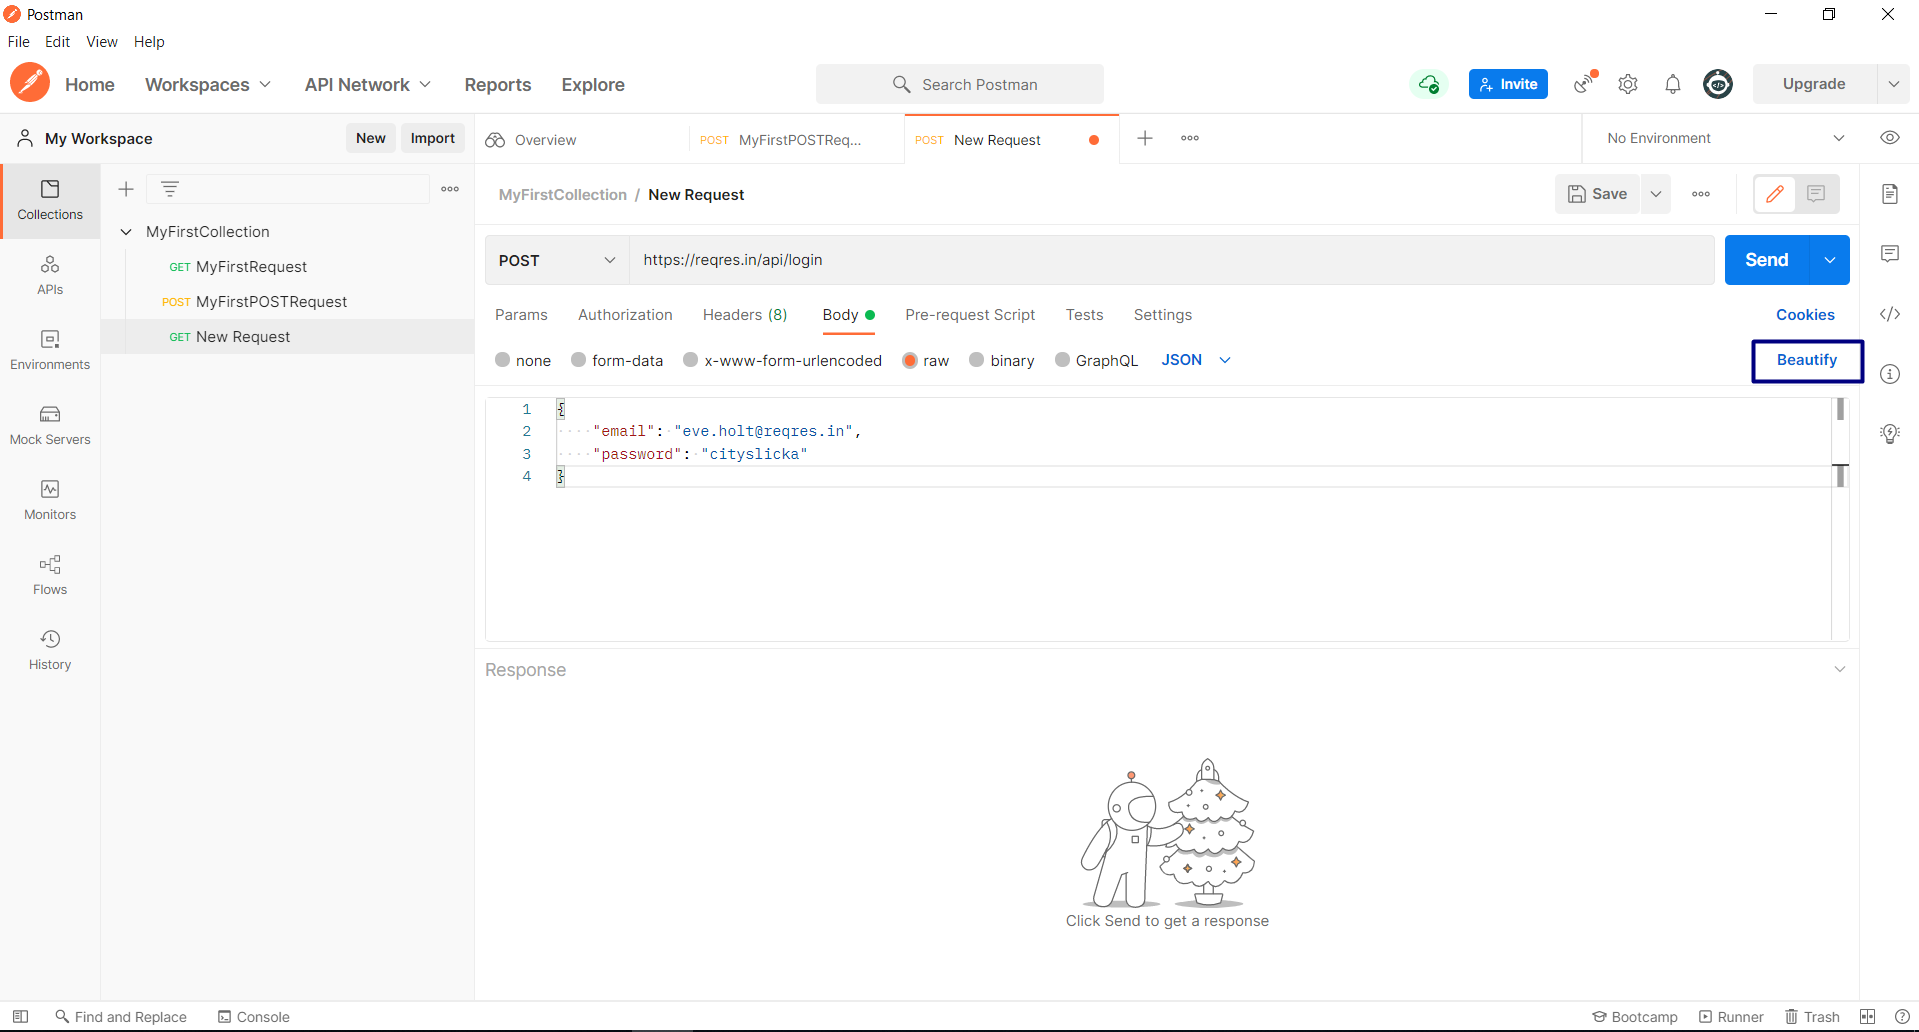 Postman
File Edit View Help
Home Workspaces API Network Reports Explore Search Postman Invite Upgrade
My Workspace New Import Overview POST MyFirstPOSTReq... POST New Request No Environment
Collections
APIs
Environments
Mock Servers
Monitors
Flows
History
MyFirstCollection
GET MyFirstRequest
POST MyFirstPOSTRequest
GET New Request
MyFirstCollection / New Request Save
POST https://reqres.in/api/login Send
Params Authorization Headers (8) Body Pre-request Script Tests Settings Cookies
none form-data x-www-form-urlencoded raw binary GraphQL JSON Beautify
1 {
2 ····"email":·"eve.holt@reqres.in",
3 ····"password":·"cityslicka"
4 }
Response
Click Send to get a response
Find and Replace Console Bootcamp Runner Trash